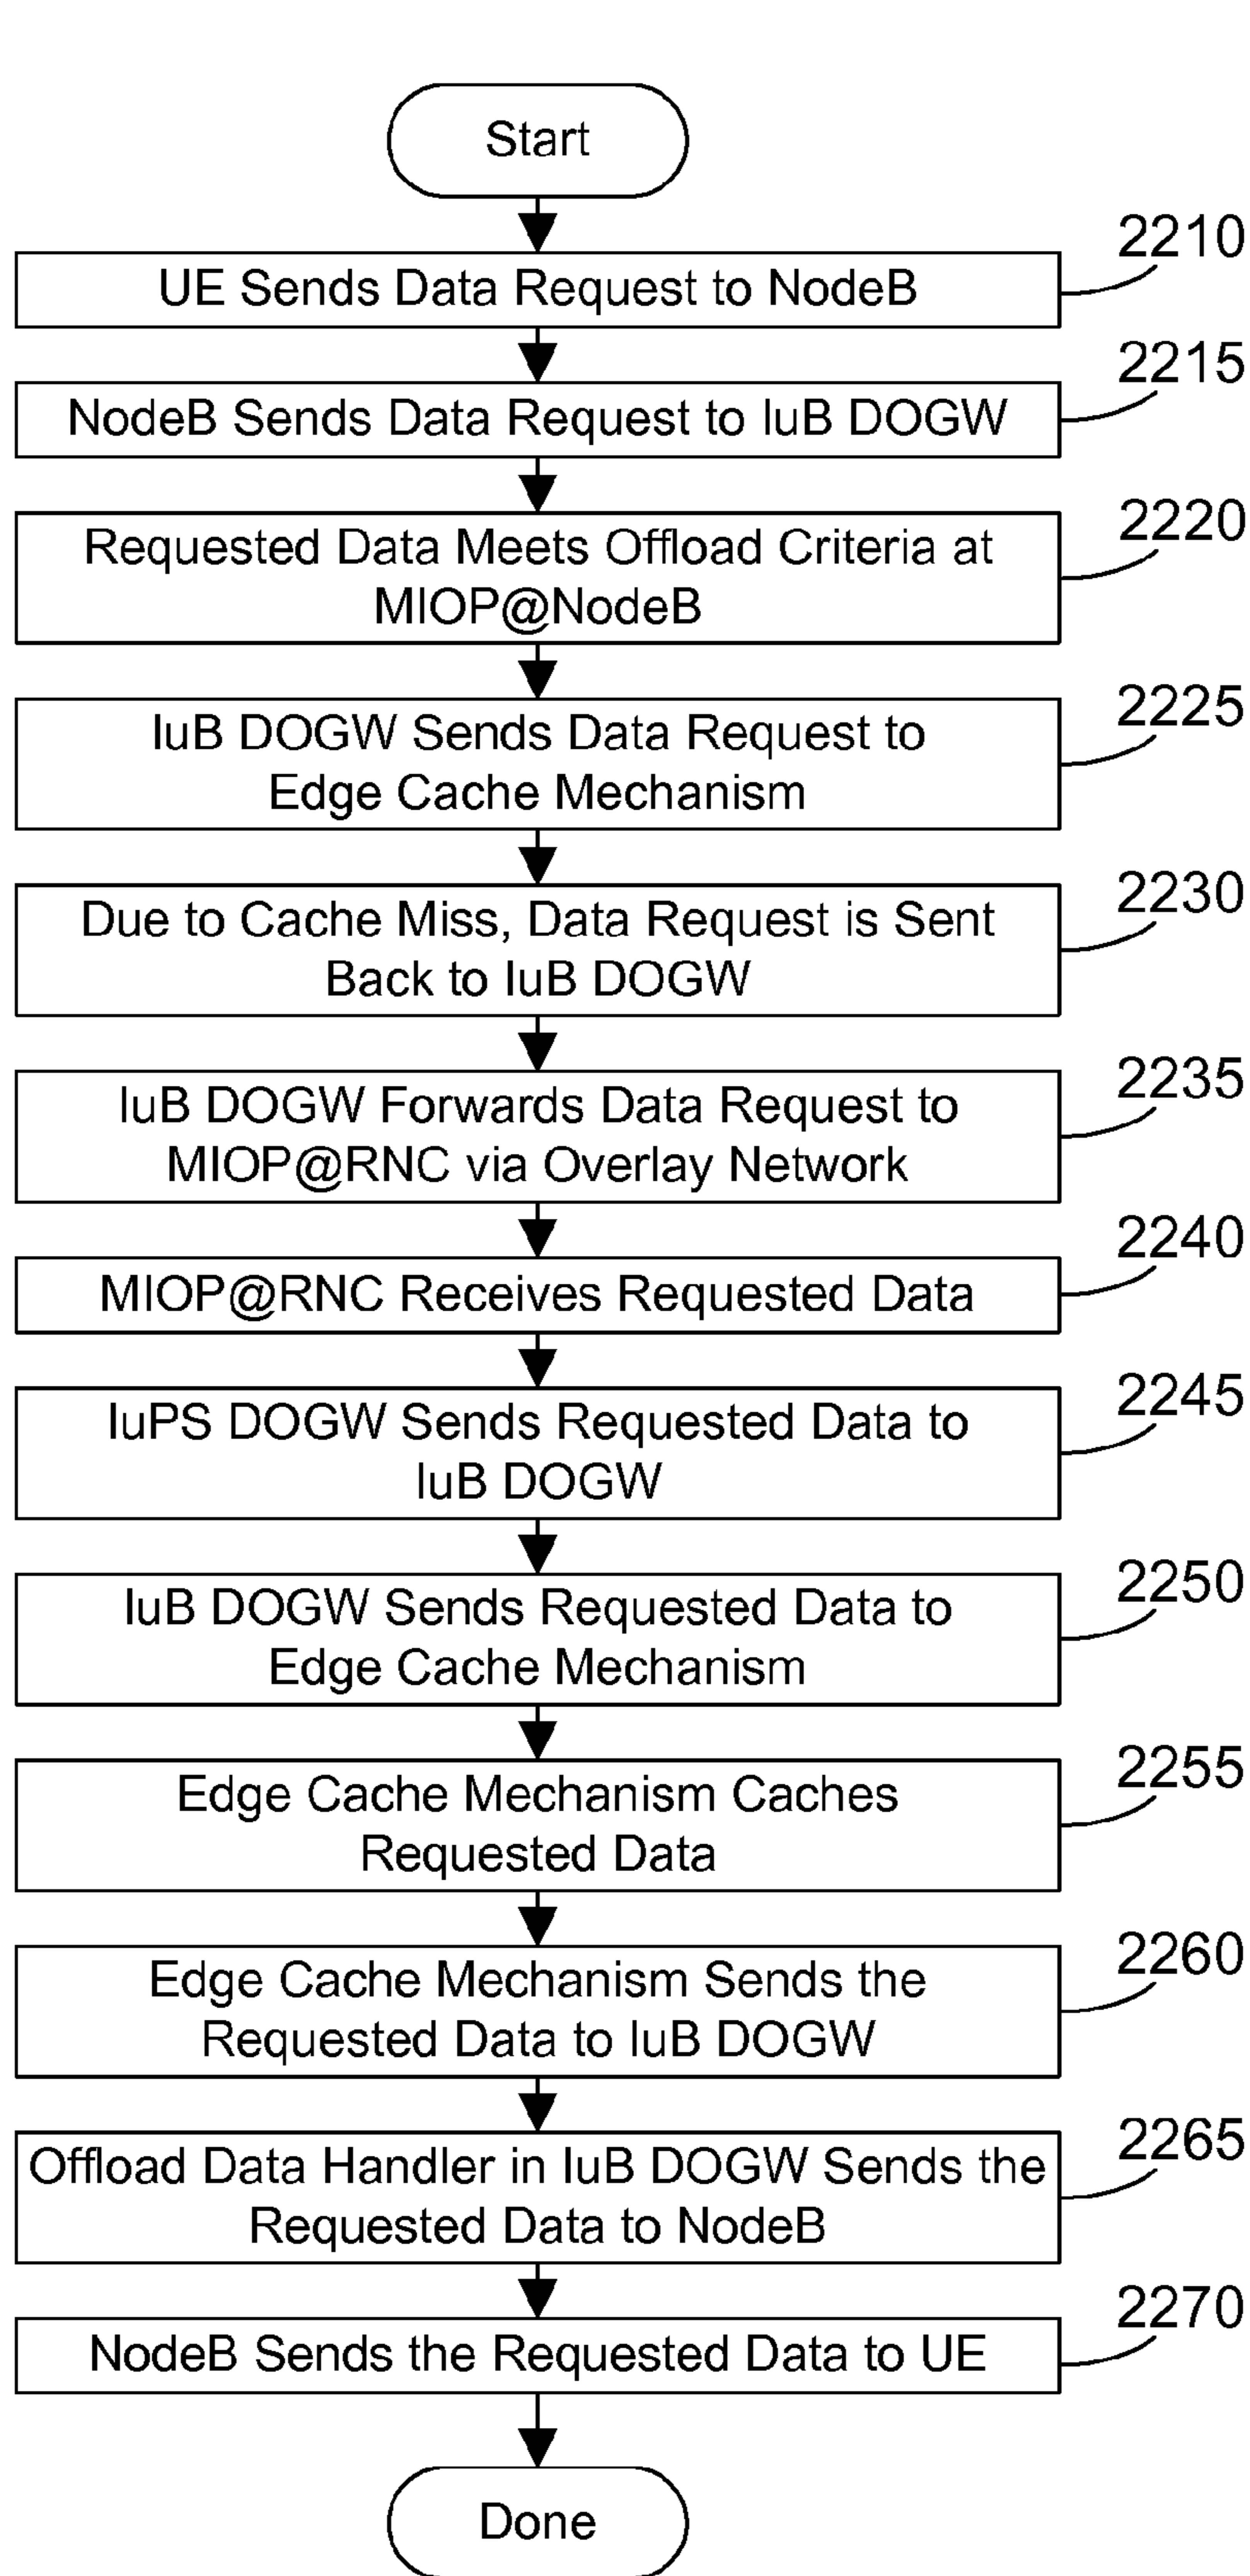 Start
2210
UE Sends Data Request to NodeB
2215
NodeB Sends Data Request to IuB DOGW
2220
Requested Data Meets Offload Criteria at
MIOP@NodeB
2225
IuB DOGW Sends Data Request to
Edge Cache Mechanism
2230
Due to Cache Miss, Data Request is Sent
Back to IuB DOGW
2235
IuB DOGW Forwards Data Request to
MIOP@RNC via Overlay Network
2240
MIOP@RNC Receives Requested Data
2245
IuPS DOGW Sends Requested Data to
IuB DOGW
2250
IuB DOGW Sends Requested Data to
Edge Cache Mechanism
2255
Edge Cache Mechanism Caches
Requested Data
2260
Edge Cache Mechanism Sends the
Requested Data to IuB DOGW
2265
Offload Data Handler in IuB DOGW Sends the
Requested Data to NodeB
2270
NodeB Sends the Requested Data to UE
Done